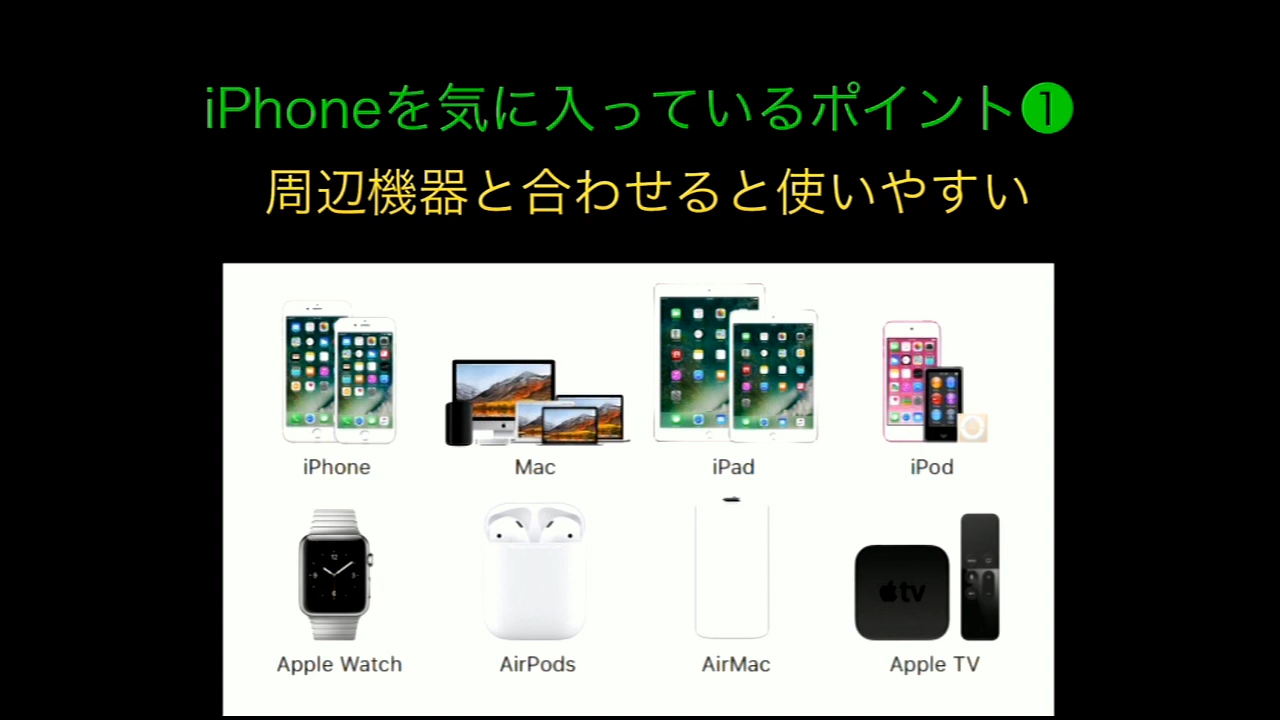 iPhoneを気に入っているポイント❶
周辺機器と合わせると使いやすい
iPhone Mac iPad iPod
tv
Apple Watch AirPods AirMac Apple TV